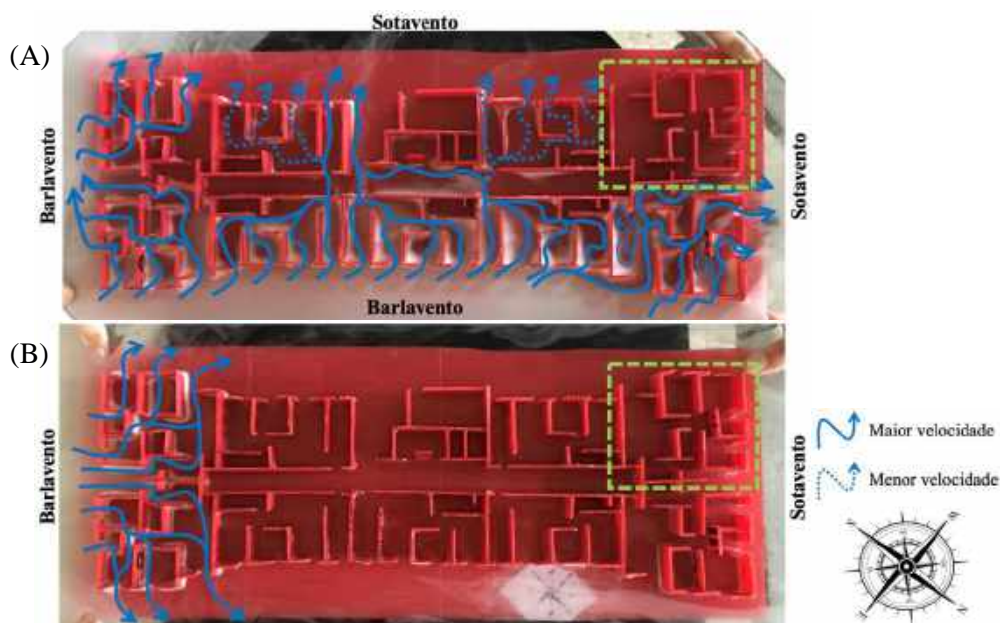 Sotavento
(A)
Barlavento
Sotavento
Barlavento
(B)
Barlavento
Sotavento
Maior velocidade
Menor velocidade